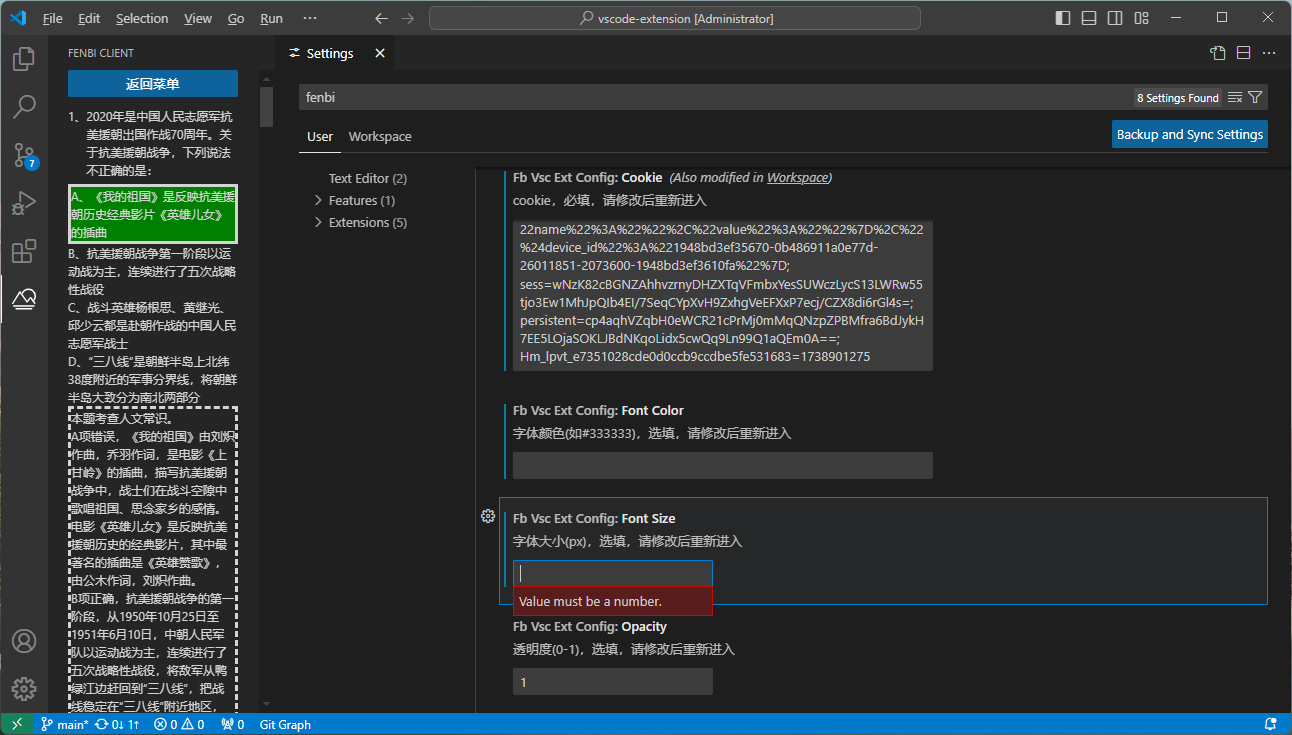 File Edit Selection View Go Run ···
vscode-extension [Administrator]
FENBI CLIENT
返回菜单
1、2020年是中国人民志愿军抗
美援朝出国作战70周年。关
于抗美援朝战争，下列说法
不正确的是：
A、《我的祖国》是反映抗美援
朝历史经典影片《英雄儿女》
的插曲
B、抗美援朝战争第一阶段以运
动战为主，连续进行了五次战略
性战役
C、战斗英雄杨根思、黄继光、
邱少云都是赴朝作战的中国人民
志愿军战士
D、“三八线”是朝鲜半岛上北纬
38度附近的军事分界线，将朝鲜
半岛大致分为南北两部分
本题考查人文常识。
A项错误，《我的祖国》由刘炽
作曲，乔羽作词，是电影《上
甘岭》的插曲，描写抗美援朝
战争中，战士们在战斗空隙中
歌唱祖国、思念家乡的感情。
电影《英雄儿女》是反映抗美
援朝历史的经典影片，其中最
著名的插曲是《英雄赞歌》，
由公木作词，刘炽作曲。
B项正确，抗美援朝战争的第一
阶段，从1950年10月25日至
1951年6月10日，中朝人民军
队以运动战为主，连续进行了
五次战略性战役，将敌军从鸭
绿江边赶回到“三八线”，把战
线稳定在“三八线”附近地区，
7
Settings
fenbi
8 Settings Found
User Workspace
Backup and Sync Settings
Text Editor (2)
Features (1)
Extensions (5)
Fb Vsc Ext Config: Cookie (Also modified in Workspace)
cookie，必填，请修改后重新进入
22name%22%3A%22%22%2C%22value%22%3A%22%22%7D%2C%22
%24device_id%22%3A%221948bd3ef35670-0b486911a0e77d-
26011851-2073600-1948bd3ef3610fa%22%7D;
sess=wNzK82cBGNZAhhvzrnyDHZXTqVFmbxYesSUWczLycS13LWRw55
tjo3Ew1MhJpQIb4EI/7SeqCYpXvH9ZxhgVeEFXxP7ecj/CZX8di6rGl4s=;
persistent=cp4aqhVZqbH0eWCR21cPrMj0mMqQNzpZPBMfra6BdJykH
7EE5LOjaSOKLJBdNKqoLidx5cwQq9Ln99Q1aQEm0A==;
Hm_lpvt_e7351028cde0d0ccb9ccdbe5fe531683=1738901275
Fb Vsc Ext Config: Font Color
字体颜色(如#333333)，选填，请修改后重新进入
Fb Vsc Ext Config: Font Size
字体大小(px)，选填，请修改后重新进入
Value must be a number.
Fb Vsc Ext Config: Opacity
透明度(0-1)，选填，请修改后重新进入
1
main* 0↓ 1↑ 0 0 0 Git Graph